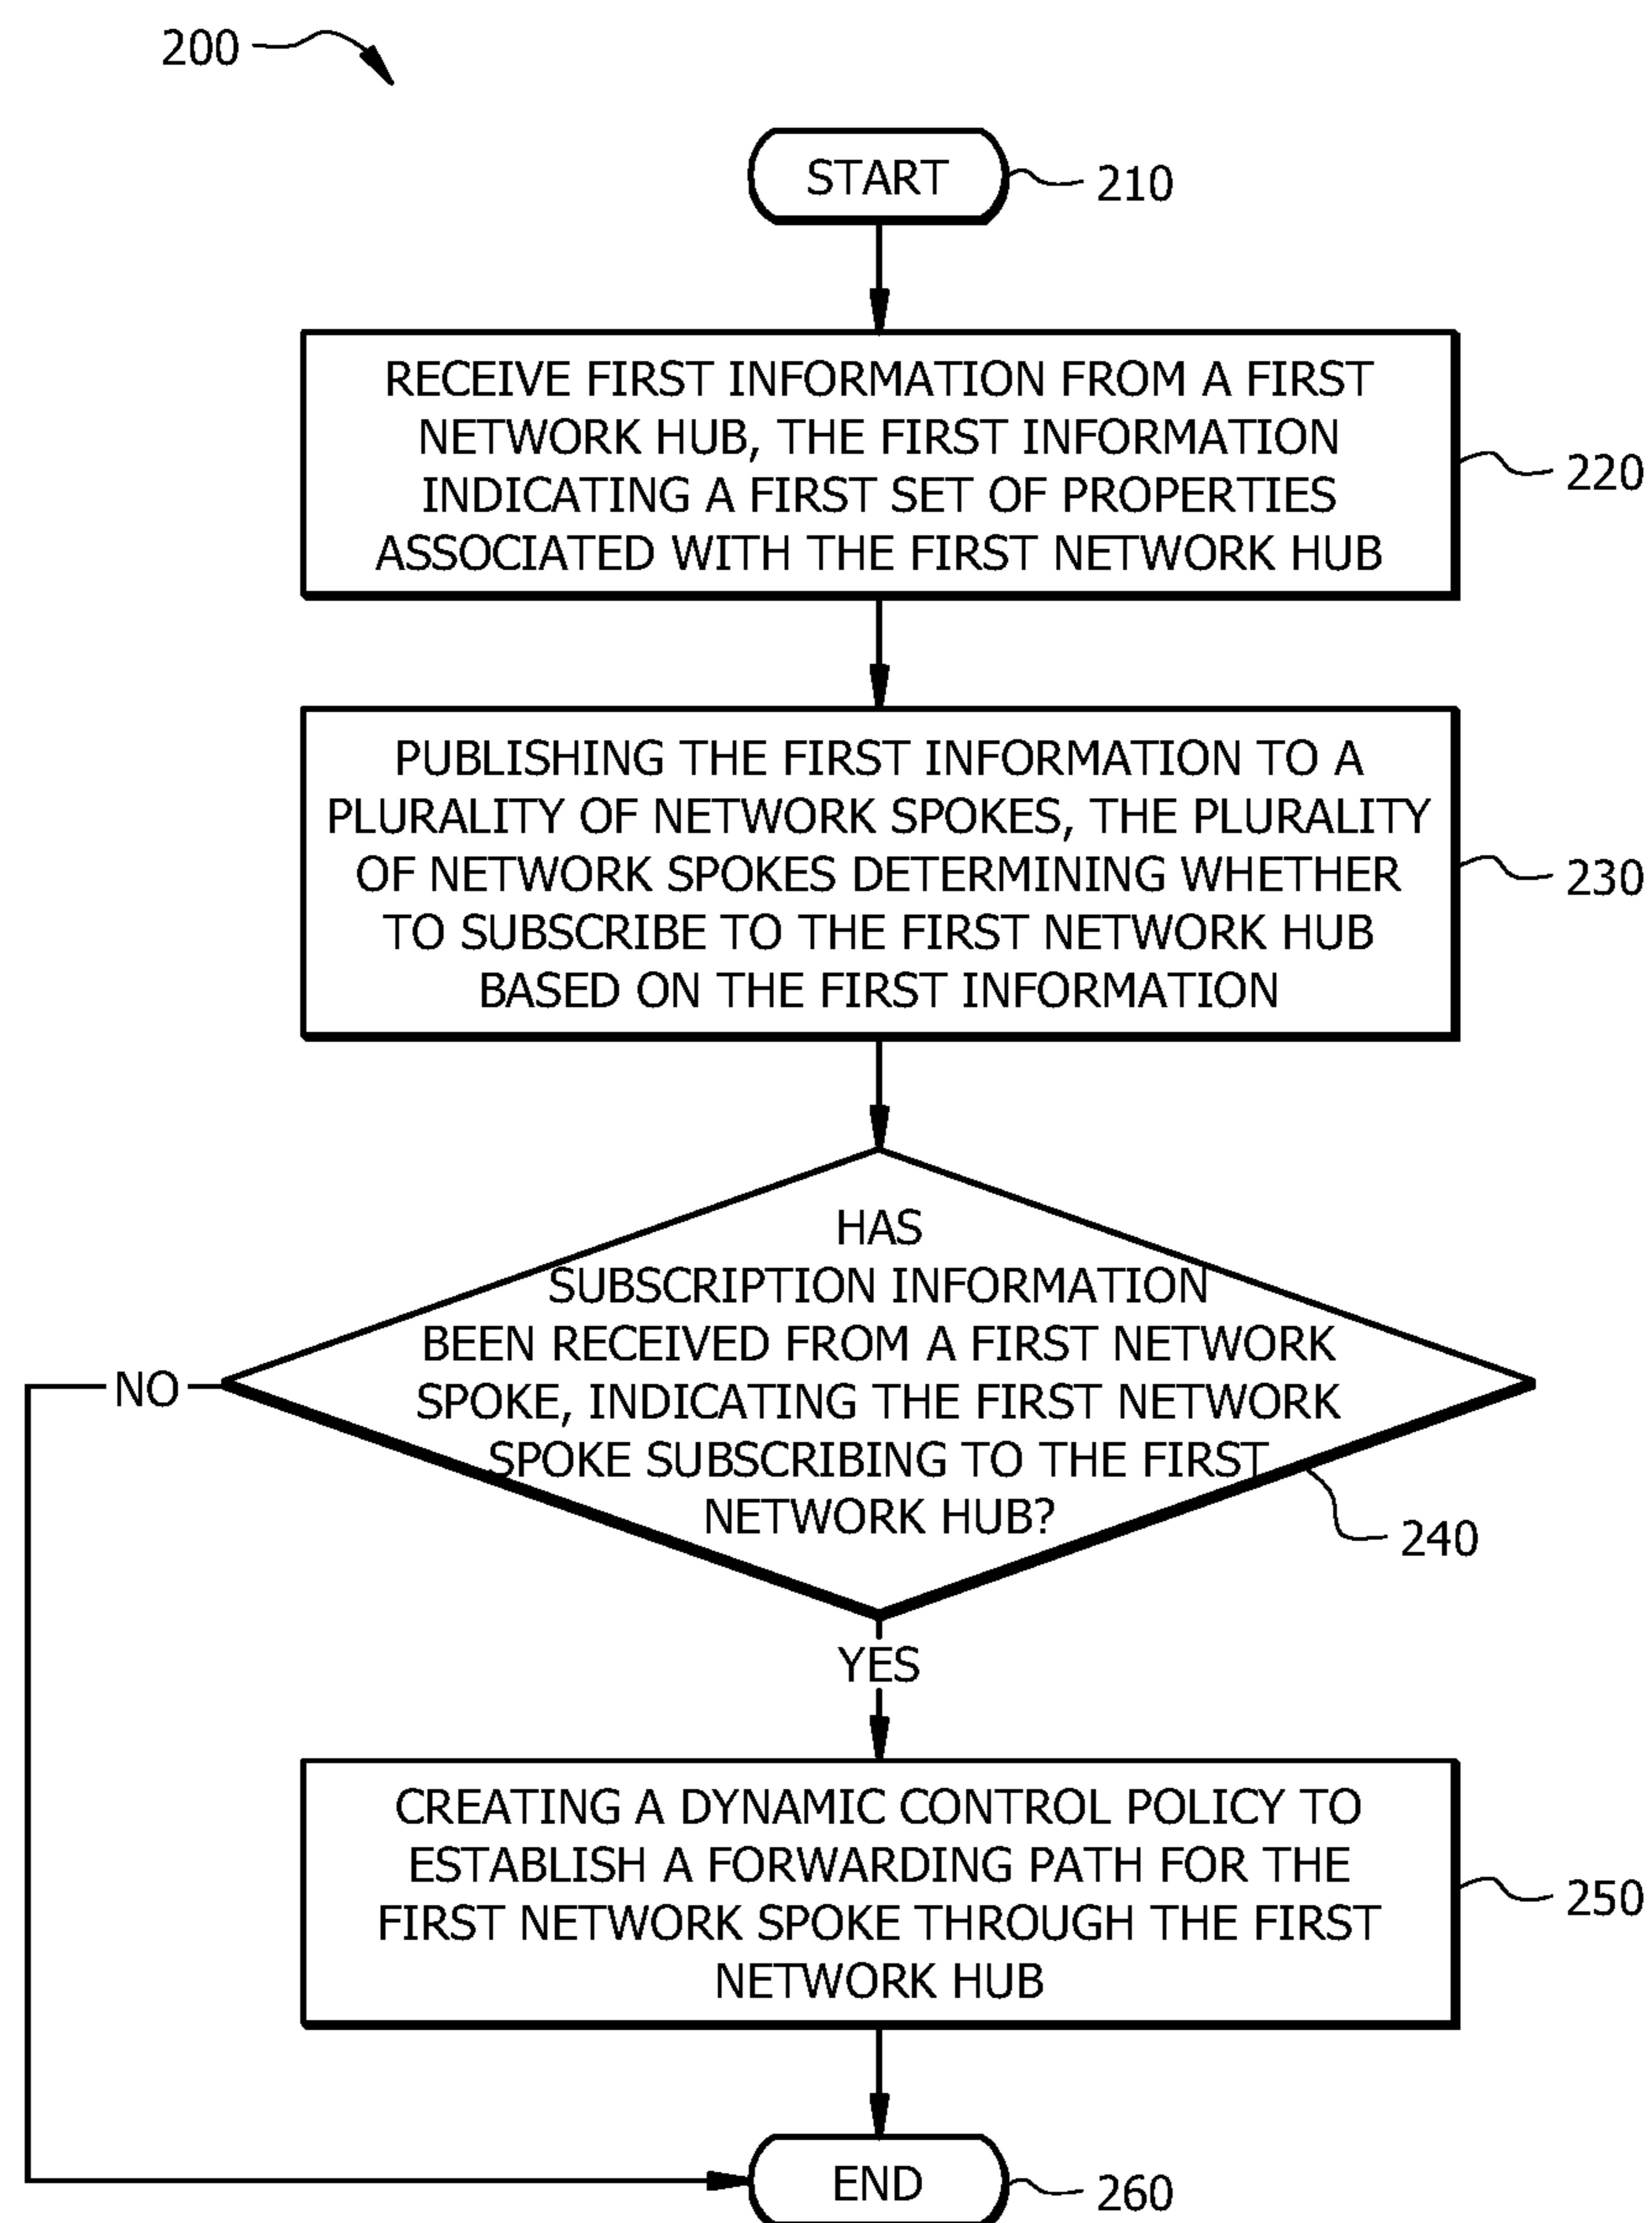 200
START
210
RECEIVE FIRST INFORMATION FROM A FIRST
NETWORK HUB, THE FIRST INFORMATION
INDICATING A FIRST SET OF PROPERTIES
ASSOCIATED WITH THE FIRST NETWORK HUB
220
PUBLISHING THE FIRST INFORMATION TO A
PLURALITY OF NETWORK SPOKES, THE PLURALITY
OF NETWORK SPOKES DETERMINING WHETHER
TO SUBSCRIBE TO THE FIRST NETWORK HUB
BASED ON THE FIRST INFORMATION
230
HAS
SUBSCRIPTION INFORMATION
BEEN RECEIVED FROM A FIRST NETWORK
SPOKE, INDICATING THE FIRST NETWORK
SPOKE SUBSCRIBING TO THE FIRST
NETWORK HUB?
NO
240
YES
CREATING A DYNAMIC CONTROL POLICY TO
ESTABLISH A FORWARDING PATH FOR THE
FIRST NETWORK SPOKE THROUGH THE FIRST
NETWORK HUB
250
END
260